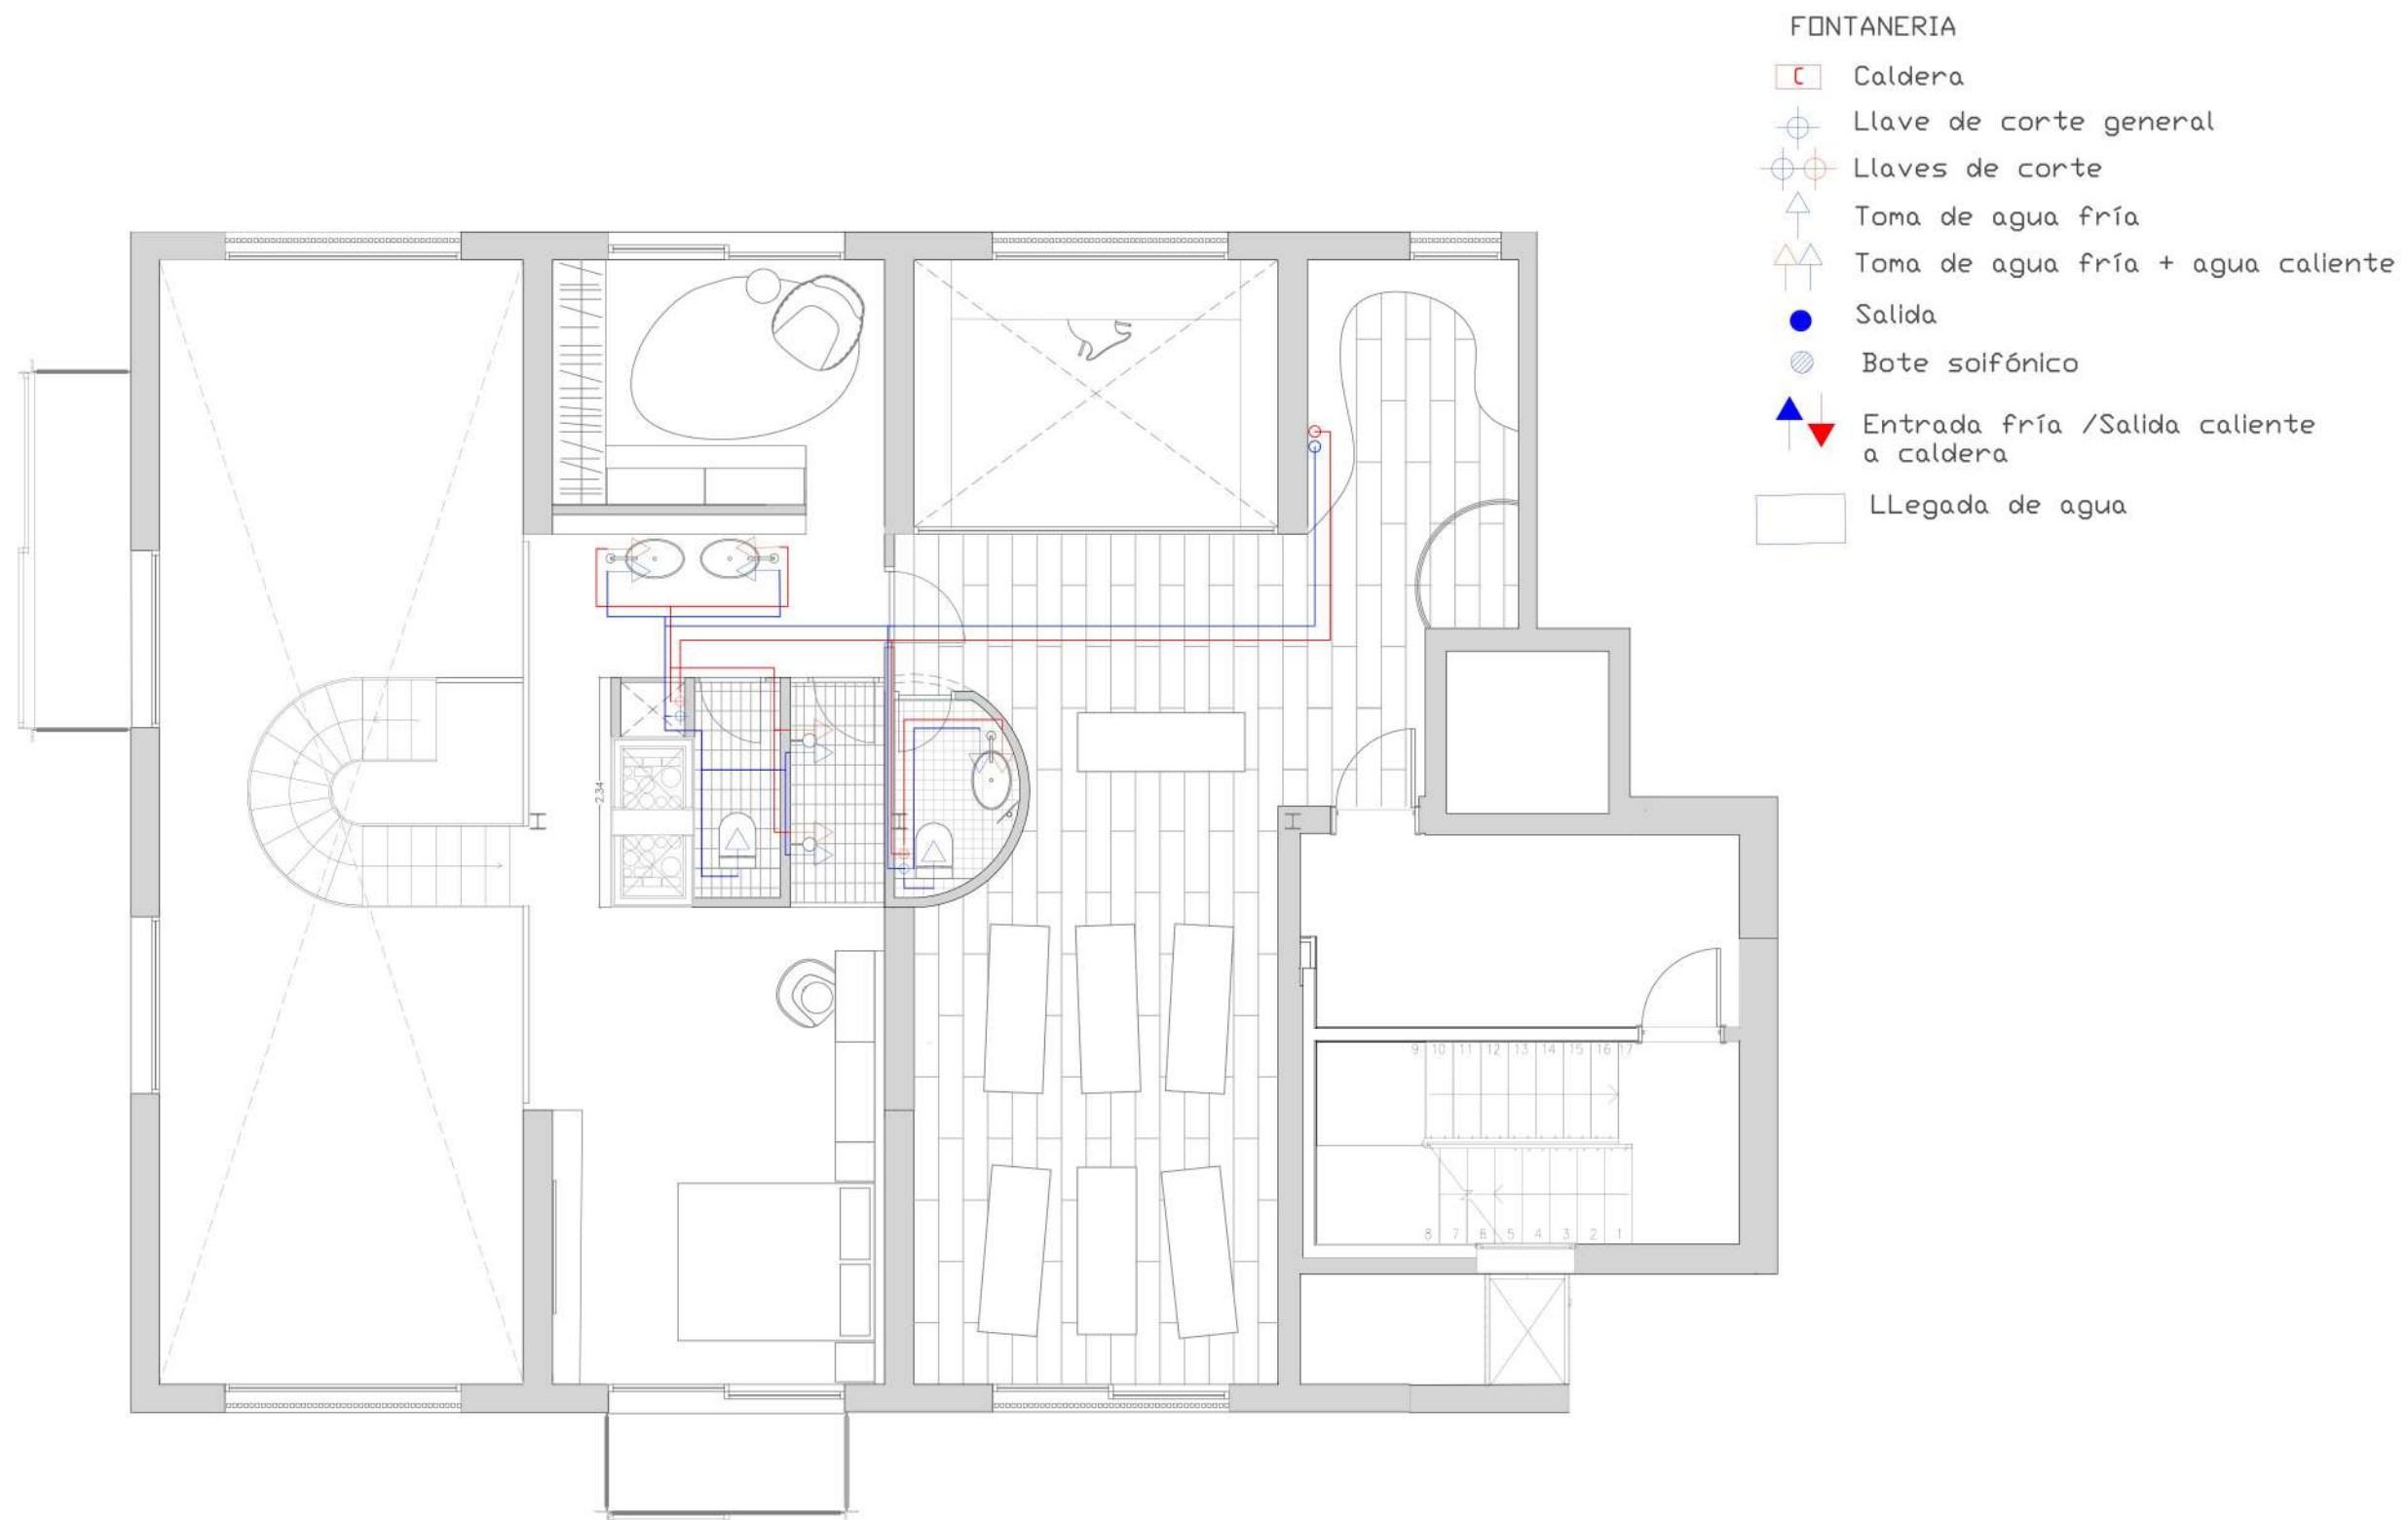 FONTANERIA
C Caldera
Llave de corte general
Llaves de corte
Toma de agua fría
Toma de agua fría + agua caliente
Salida
Bote soifónico
Entrada fría /Salida caliente
a caldera
LLegada de agua
2.34
H H H
9 10 11 12 13 14 15 16 17
8 7 6 5 4 3 2 1